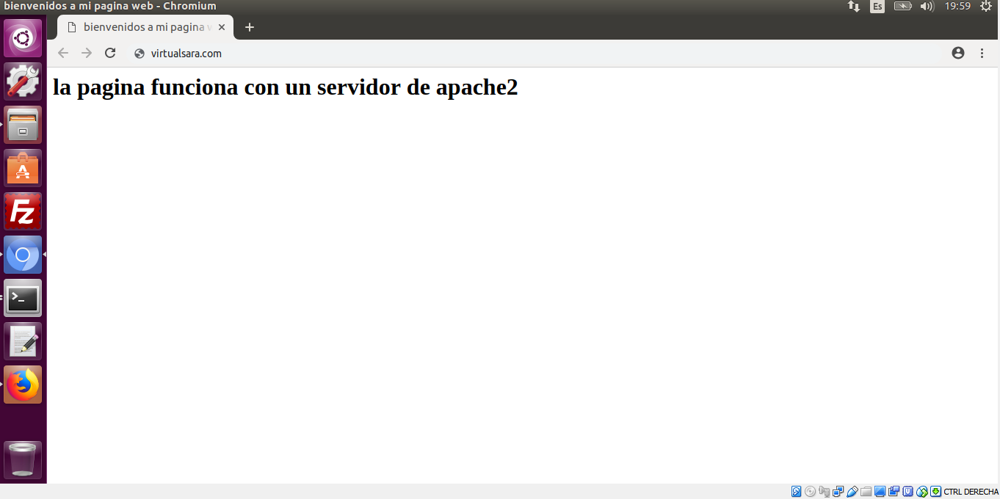 bienvenidos a mi pagina web - Chromium
Es
19:59
bienvenidos a mi pagina w
virtualsara.com
la pagina funciona con un servidor de apache2
A
FZ
>_
CTRL DERECHA